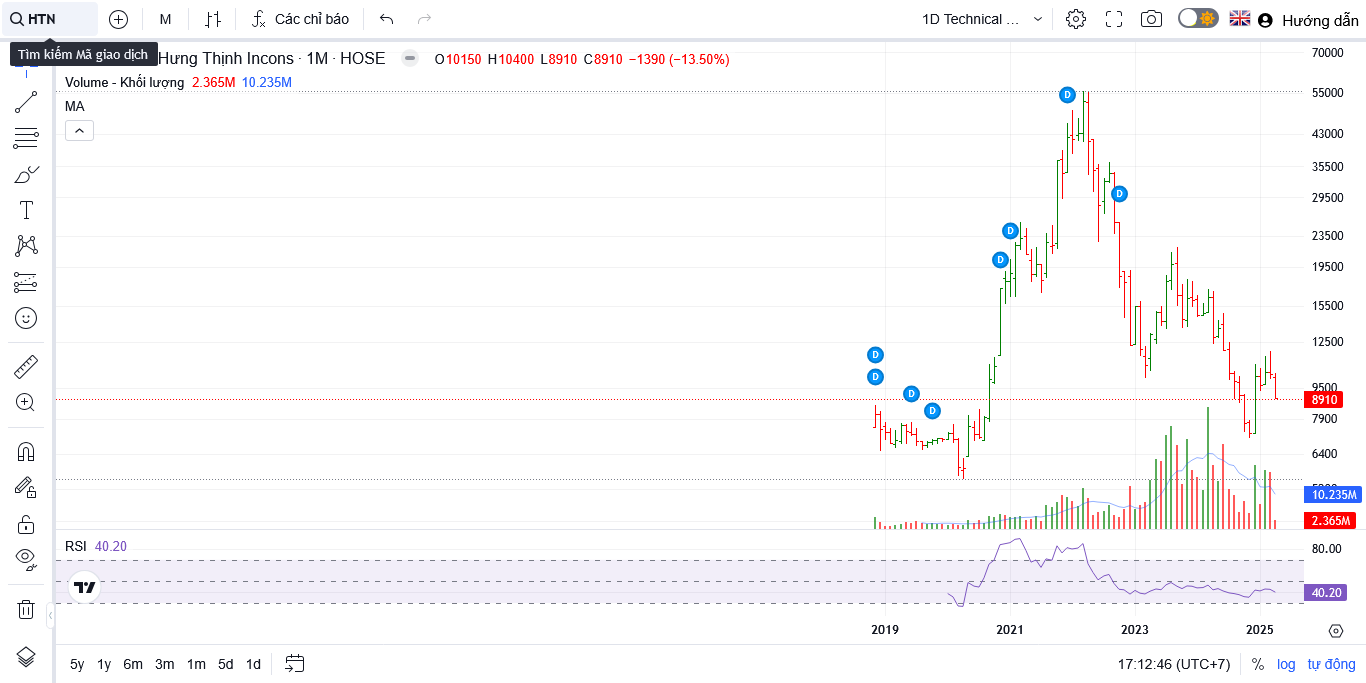 HTN
M
Các chỉ báo
1D Technical ...
Hướng dẫn
Tìm kiếm Mã giao dịch
Hưng Thịnh Incons · 1M · HOSE
O10150 H10400 L8910 C8910 −1390 (−13.50%)
Volume - Khối lượng 2.365M 10.235M
MA
D
D
D
D
D
D
D
D
70000
55000
43000
35500
29500
23500
19500
15500
12500
9500
8910
7900
6400
10.235M
2.365M
RSI 40.20
80.00
40.20
2019 2021 2023 2025
5y 1y 6m 3m 1m 5d 1d
17:12:46 (UTC+7) % log tự động